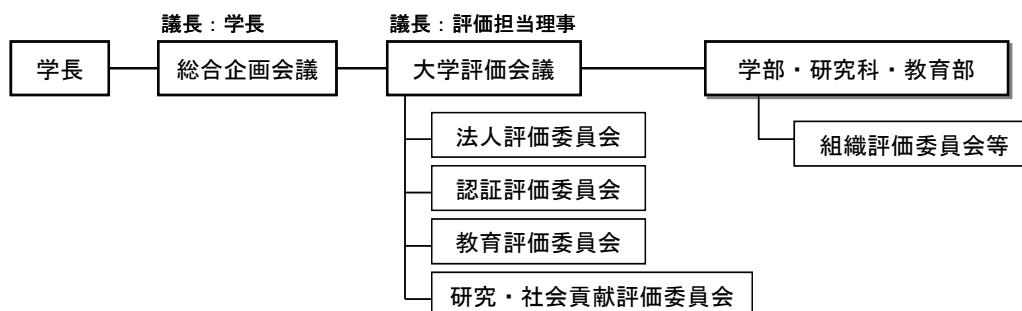 議長：学長
議長：評価担当理事
学長
総合企画会議
大学評価会議
学部・研究科・教育部
法人評価委員会
組織評価委員会等
認証評価委員会
教育評価委員会
研究・社会貢献評価委員会